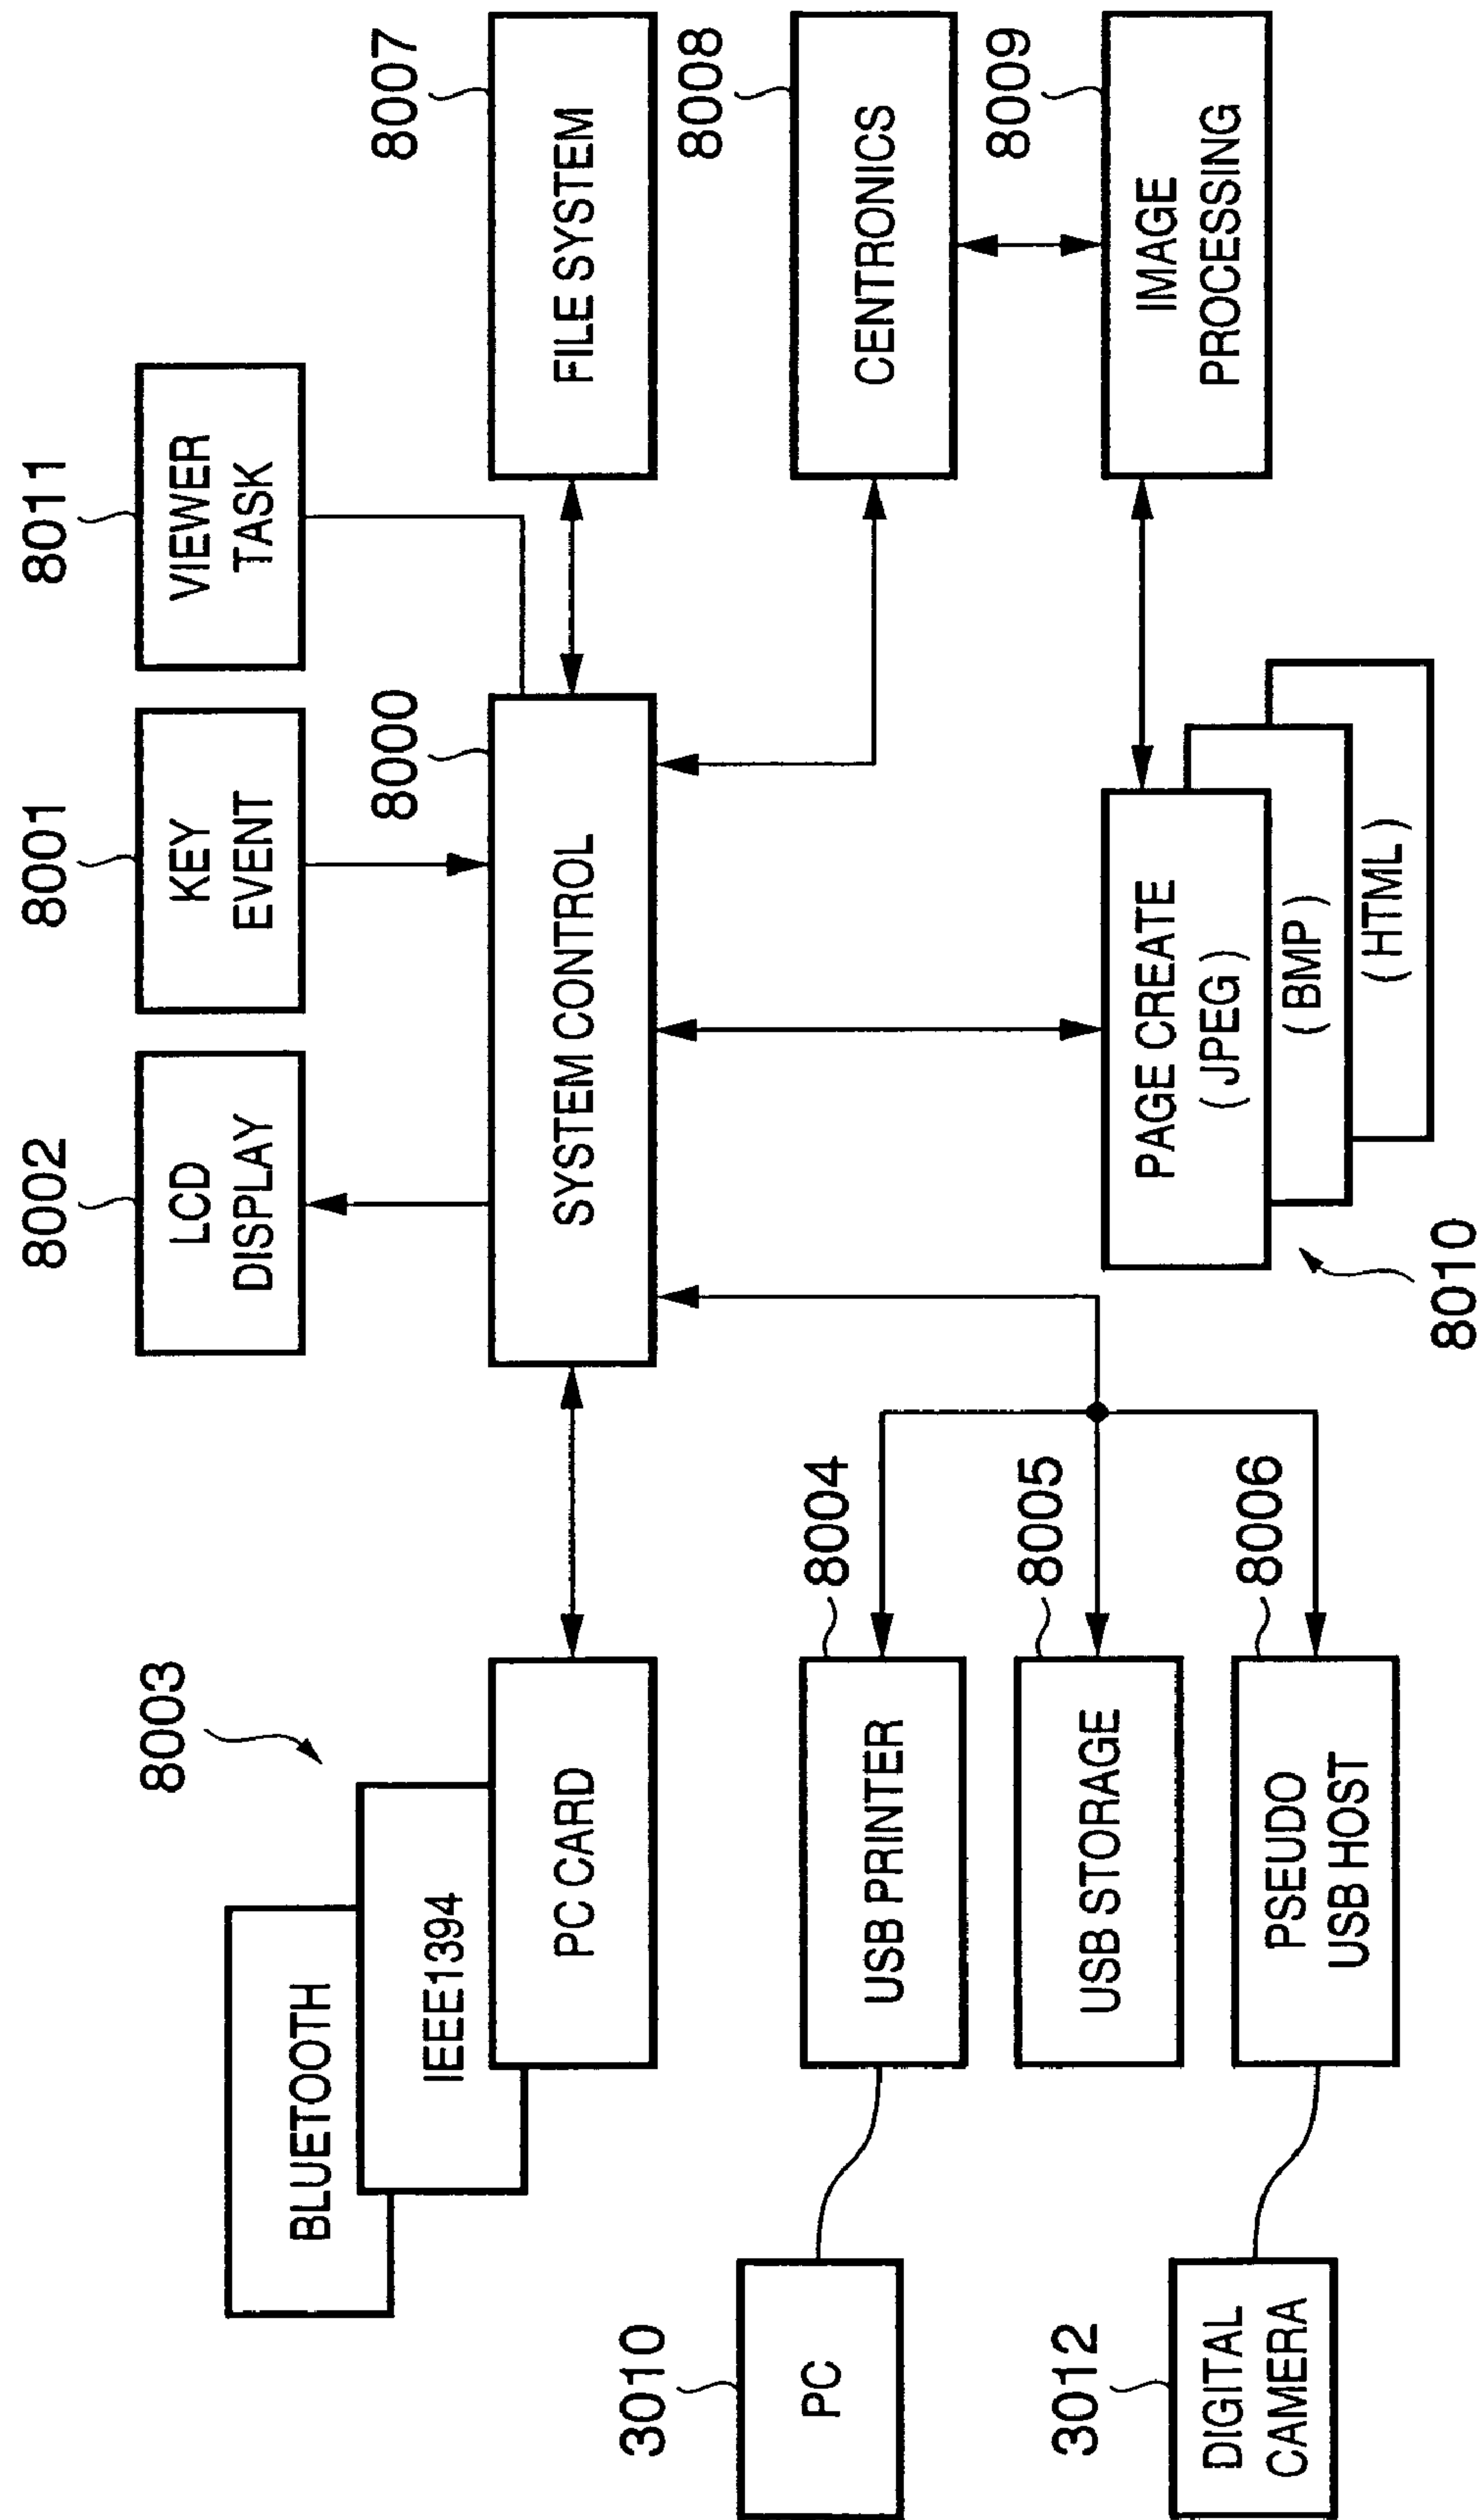 8003
BLUETOOTH
IEEE1394
PC CARD
8002
LCD
DISPLAY
8001
KEY
EVENT
8011
VIEWER
TASK
8000
SYSTEM CONTROL
8007
FILE SYSTEM
3010
PC
8004
USB PRINTER
8005
USB STORAGE
3012
DIGITAL
CAMERA
8006
PSEUDO
USB HOST
8008
CENTRONICS
8009
IMAGE
PROCESSING
PAGE CREATE
(JPEG)
(BMP)
(HTML)
8010